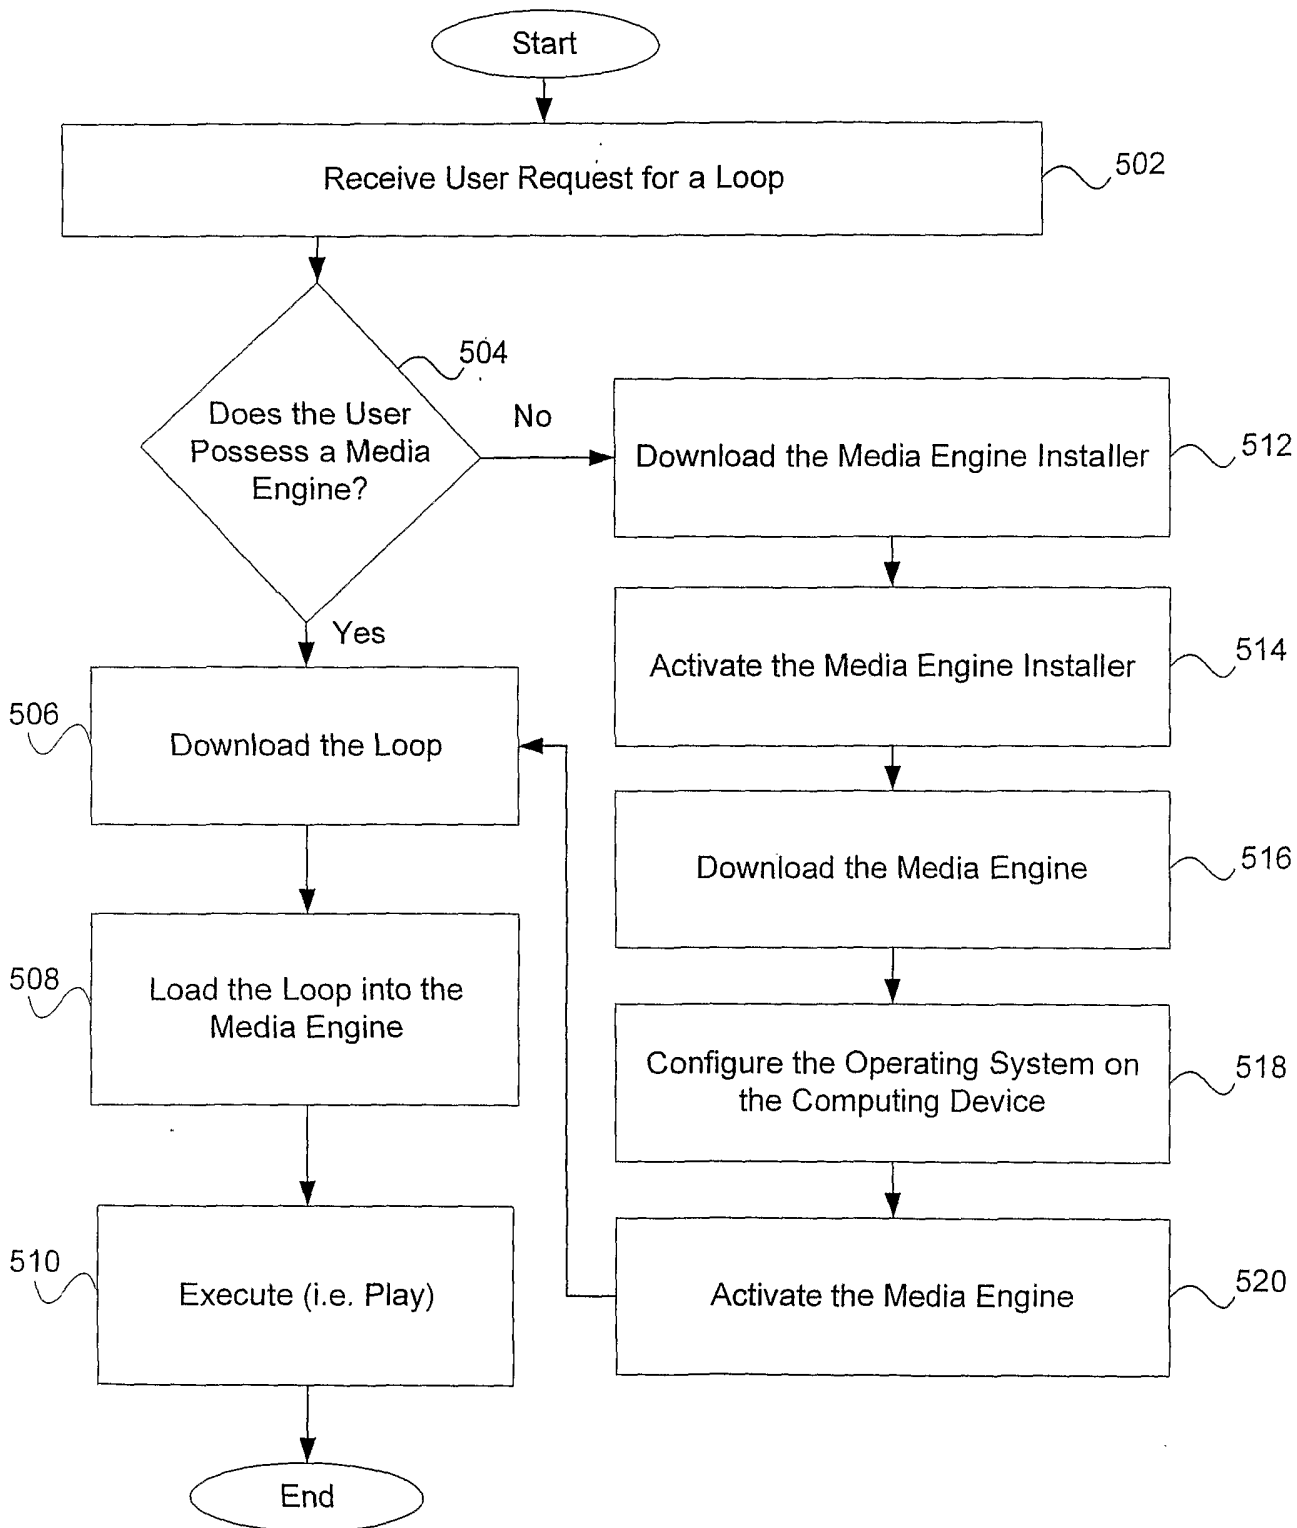 Start
Receive User Request for a Loop
502
504
Does the User
Possess a Media
Engine?
No
Yes
Download the Media Engine Installer
512
Activate the Media Engine Installer
514
506
Download the Loop
Download the Media Engine
516
508
Load the Loop into the
Media Engine
Configure the Operating System on
the Computing Device
518
510
Execute (i.e. Play)
Activate the Media Engine
520
End